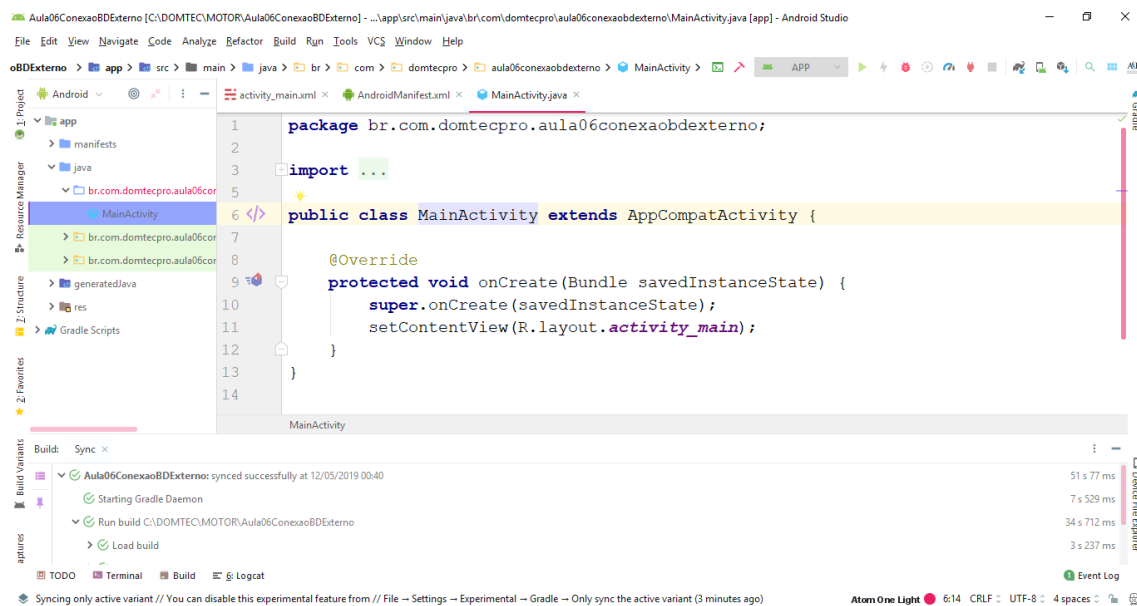 Aula06ConexaoBDExterno [C:\DOMTEC\MOTOR\Aula06ConexaoBDExterno] - ...\app\src\main\java\br\com\domtecpro\aula06conexaobdexterno\MainActivity.java [app] - Android Studio
File Edit View Navigate Code Analyze Refactor Build Run Tools VCS Window Help
oBDExterno app src main java br com domtecpro aula06conexaobdexterno MainActivity APP
Android
activity_main.xml AndroidManifest.xml MainActivity.java
1: Project
Resource Manager
7: Structure
2: Favorites
Build Variants
aptures
app
manifests
java
br.com.domtecpro.aula06cor
MainActivity
br.com.domtecpro.aula06cor
br.com.domtecpro.aula06cor
generatedJava
res
Gradle Scripts
1 package br.com.domtecpro.aula06conexaobdexterno;
2
3 import ...
5
6 public class MainActivity extends AppCompatActivity {
7
8 @Override
9 protected void onCreate(Bundle savedInstanceState) {
10 super.onCreate(savedInstanceState);
11 setContentView(R.layout.activity_main);
12 }
13 }
14
MainActivity
Gradle
Device File Explorer
Build: Sync
Aula06ConexaoBDExterno: synced successfully at 12/05/2019 00:40 51 s 77 ms
Starting Gradle Daemon 7 s 529 ms
Run build C:\DOMTEC\MOTOR\Aula06ConexaoBDExterno 34 s 712 ms
Load build 3 s 237 ms
TODO Terminal Build 6: Logcat 1 Event Log
Syncing only active variant // You can disable this experimental feature from // File → Settings → Experimental → Gradle → Only sync the active variant (3 minutes ago) Atom One Light 6:14 CRLF UTF-8 4 spaces